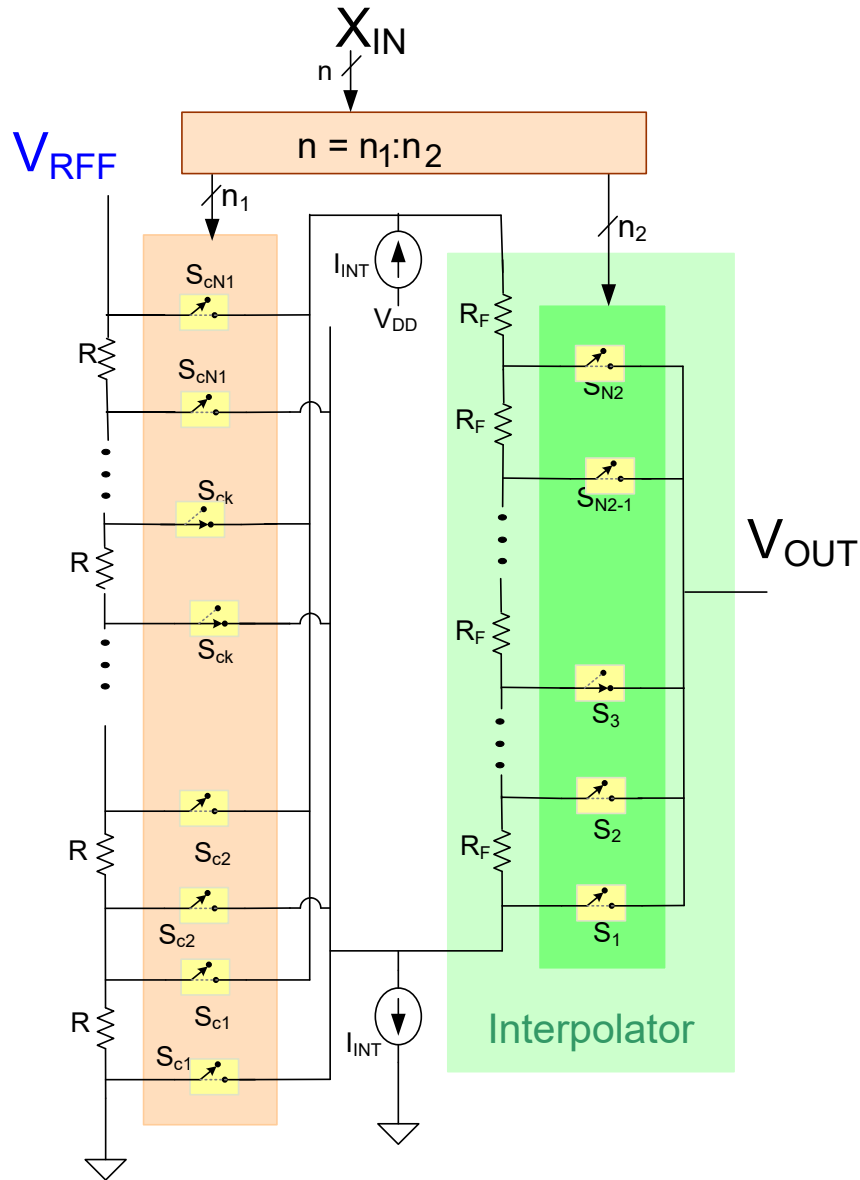 X_IN
n
n = n₁:n₂
V_RFF
n₁
n₂
S_cN1
I_INT
V_DD
R_F
R
S_cN1
S_N2
R_F
S_ck
S_N2-1
R
V_OUT
S_ck
R_F
S_3
S_2
R
S_c2
R_F
S_c2
S_1
S_c1
R
I_INT
Interpolator
S_c1